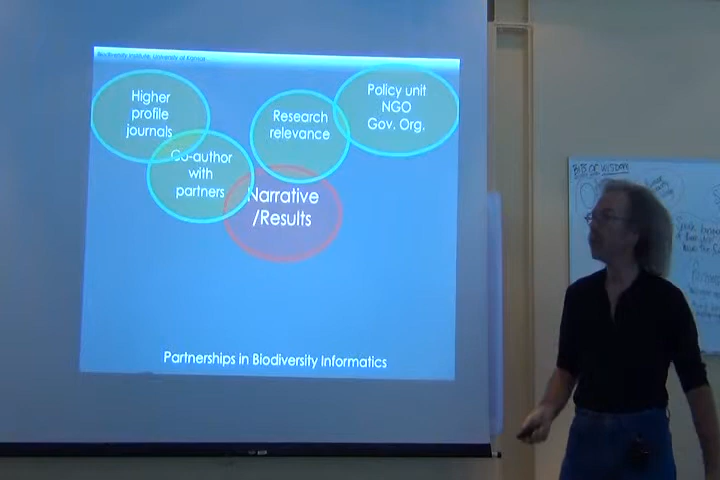 Biodiversity Institute, University of Kansas
Higher
profile
journals
Co-author
with
partners
Research
relevance
Policy unit
NGO
Gov. Org.
Narrative
/Results
Partnerships in Biodiversity Informatics
BITS OF WISDOM